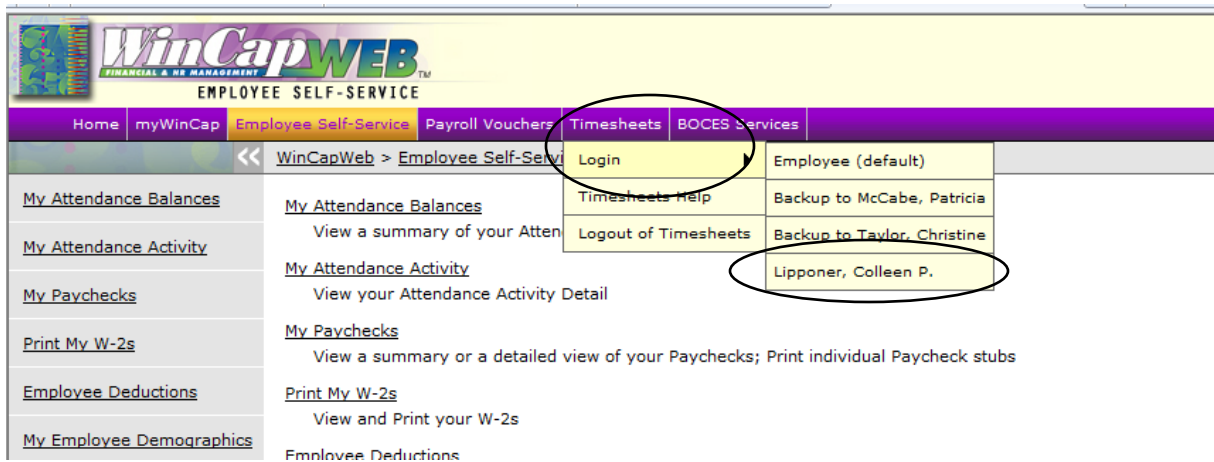 WinCapWEB TM
FINANCIAL & HR MANAGEMENT
EMPLOYEE SELF-SERVICE
Home myWinCap Employee Self-Service Payroll Vouchers Timesheets BOCES Services
<< WinCapWeb > Employee Self-Servi
Login
Timesheets Help
Logout of Timesheets
Employee (default)
Backup to McCabe, Patricia
Backup to Taylor, Christine
Lipponer, Colleen P.
My Attendance Balances
My Attendance Activity
My Paychecks
Print My W-2s
Employee Deductions
My Employee Demographics
My Attendance Balances
View a summary of your Atten
My Attendance Activity
View your Attendance Activity Detail
My Paychecks
View a summary or a detailed view of your Paychecks; Print individual Paycheck stubs
Print My W-2s
View and Print your W-2s
Employee Deductions